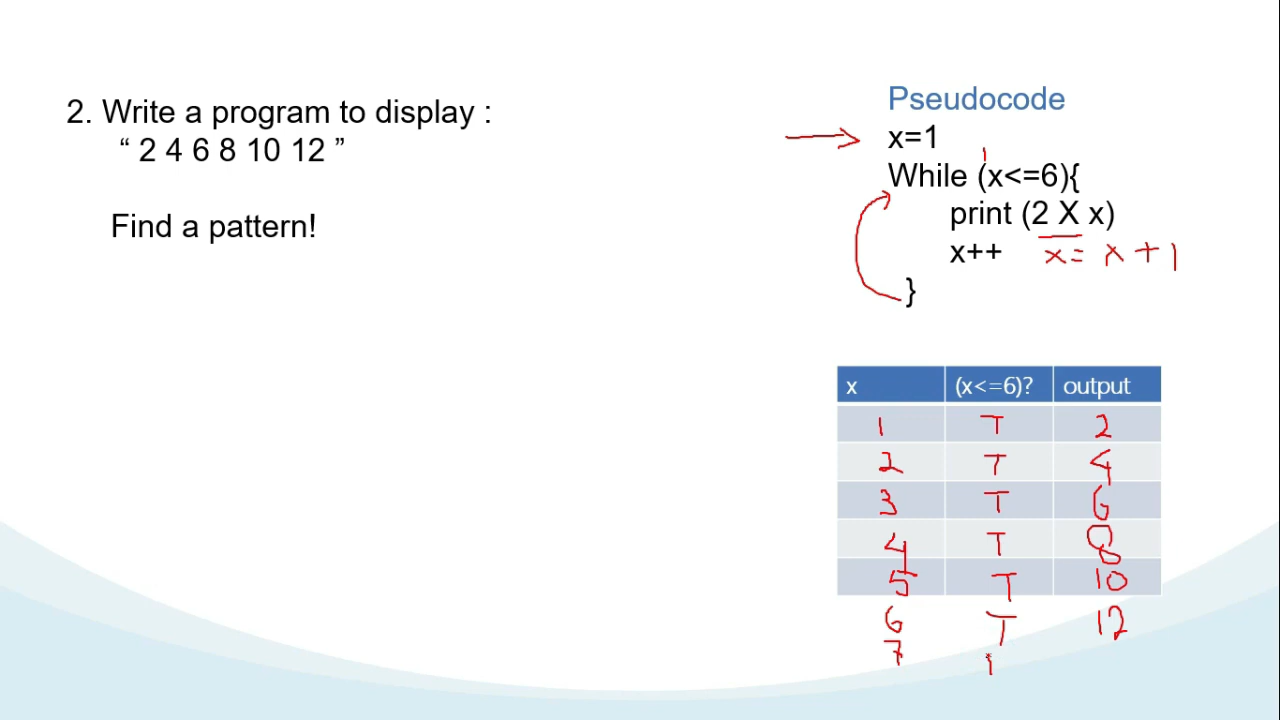 2. Write a program to display :
“ 2 4 6 8 10 12 ”
Find a pattern!
Pseudocode
x=1
1
While (x<=6){
print (2 X x)
x++ x= x+1
}
x (x<=6)? output
1 T 2
2 T 4
3 T 6
4 T 8
5 T 10
6 T 12
7